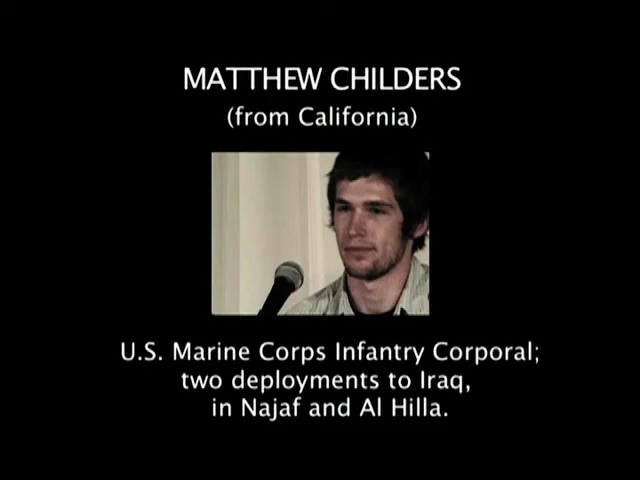 MATTHEW CHILDERS
(from California)
U.S. Marine Corps Infantry Corporal;
two deployments to Iraq,
in Najaf and Al Hilla.